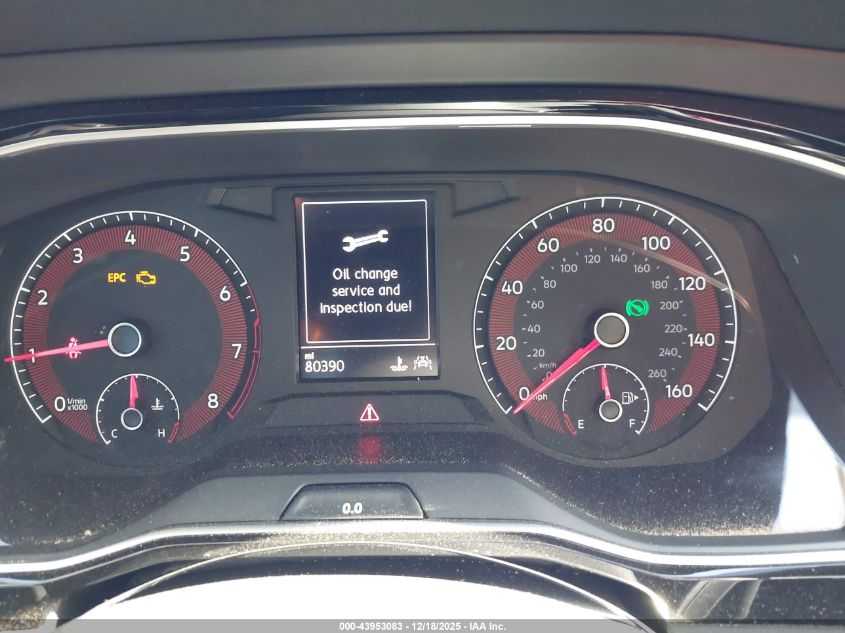 EPC
0 1 2 3 4 5 6 7 8
1/min
x1000
C H
Oil change
service and
inspection due!
mi
80390
0 20 40 60 80 100 120 140 160
mph
20 40 60 80 100 120 140 160 180 200 220 240 260
km/h
E F
0.0
000-43953083 - 12/18/2025 - IAA Inc.